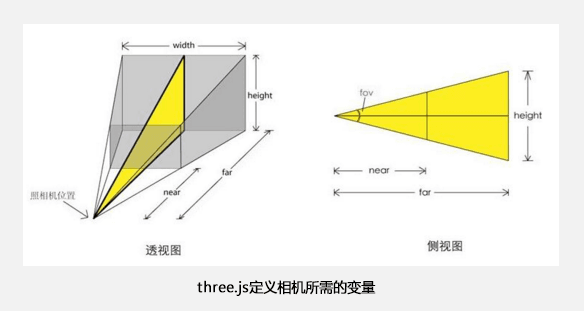 width
height
far
near
照相机位置
透视图
fov
height
near
far
侧视图
three.js定义相机所需的变量